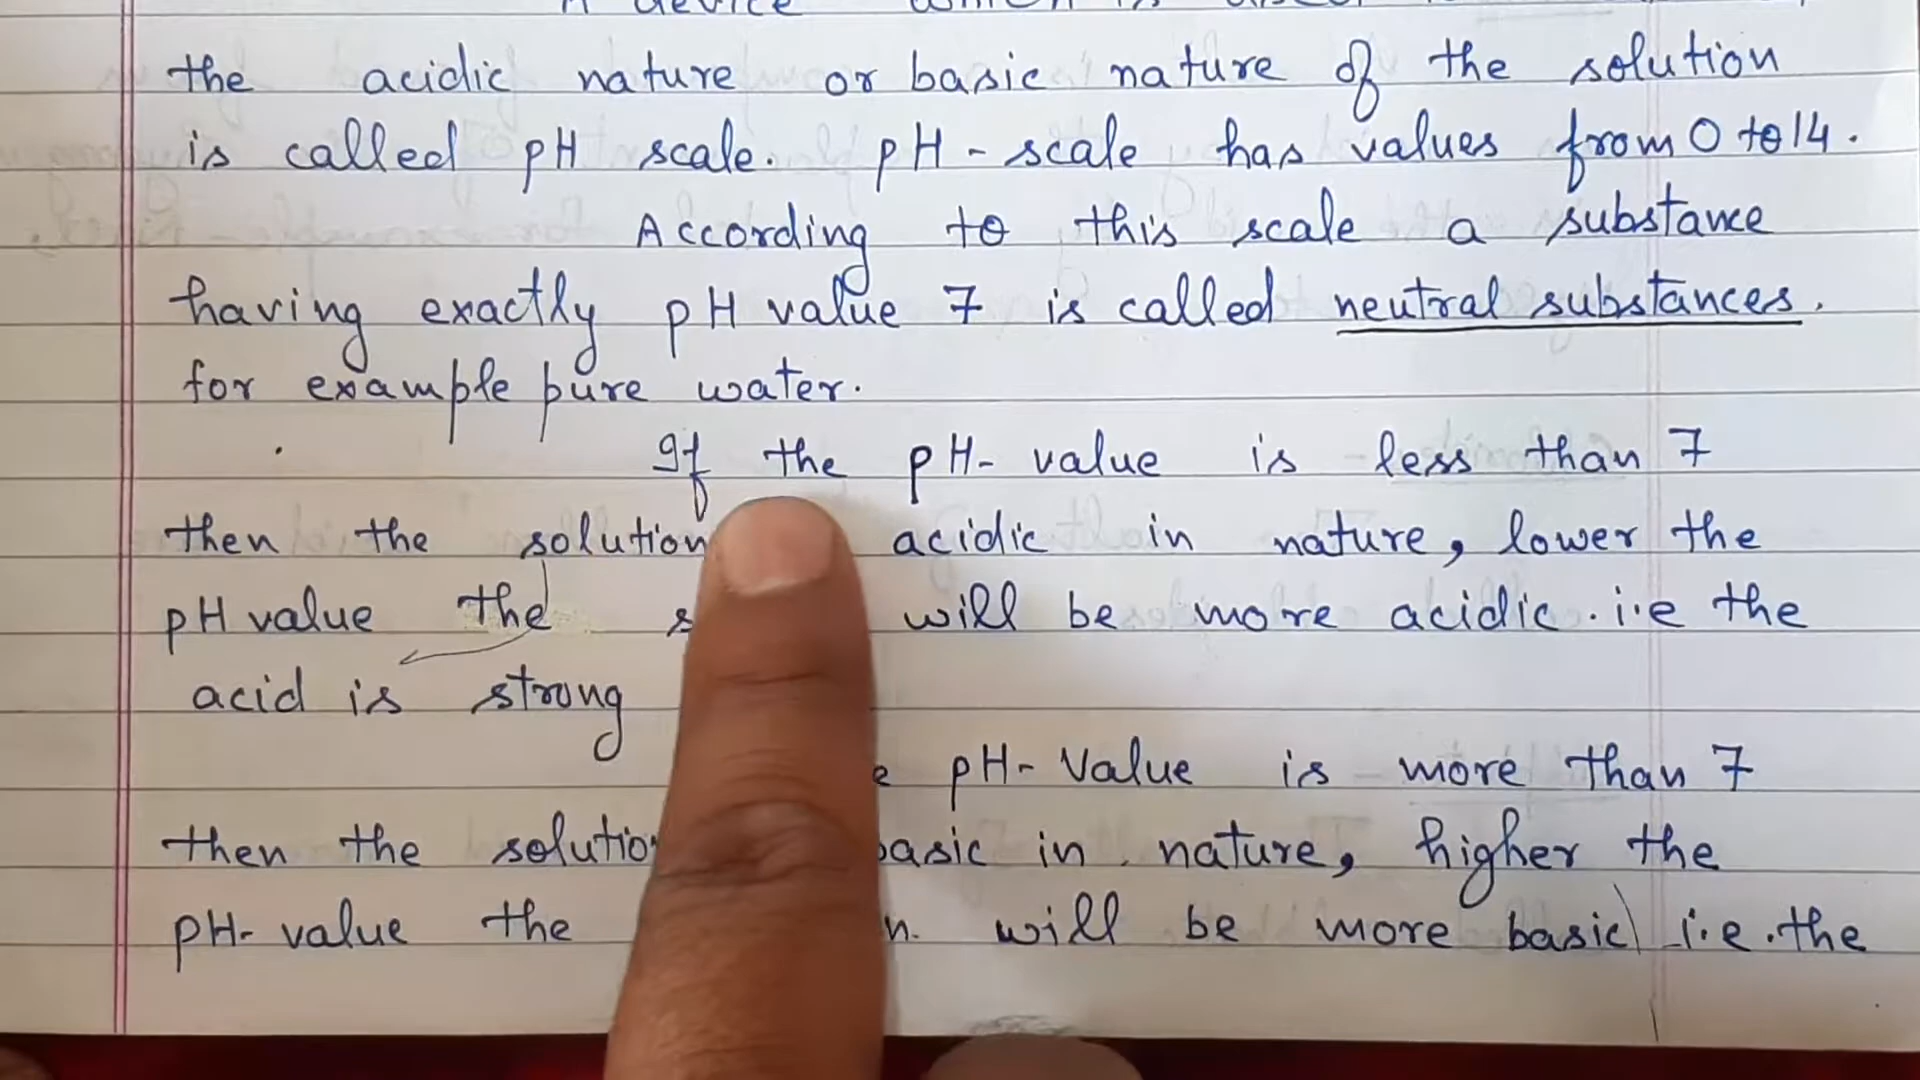 A device which is
the acidic nature or basic nature of the solution
is called pH scale. pH - scale has values from 0 to 14.
According to this scale a substance
having exactly pH value 7 is called neutral substances.
for example pure water.
If the pH- value is less than 7
then the solution acidic in nature, lower the
pH value the will be more acidic. i.e the
acid is strong
pH- Value is more than 7
then the basic in nature, higher the
pH- value the will be more basic i.e. the